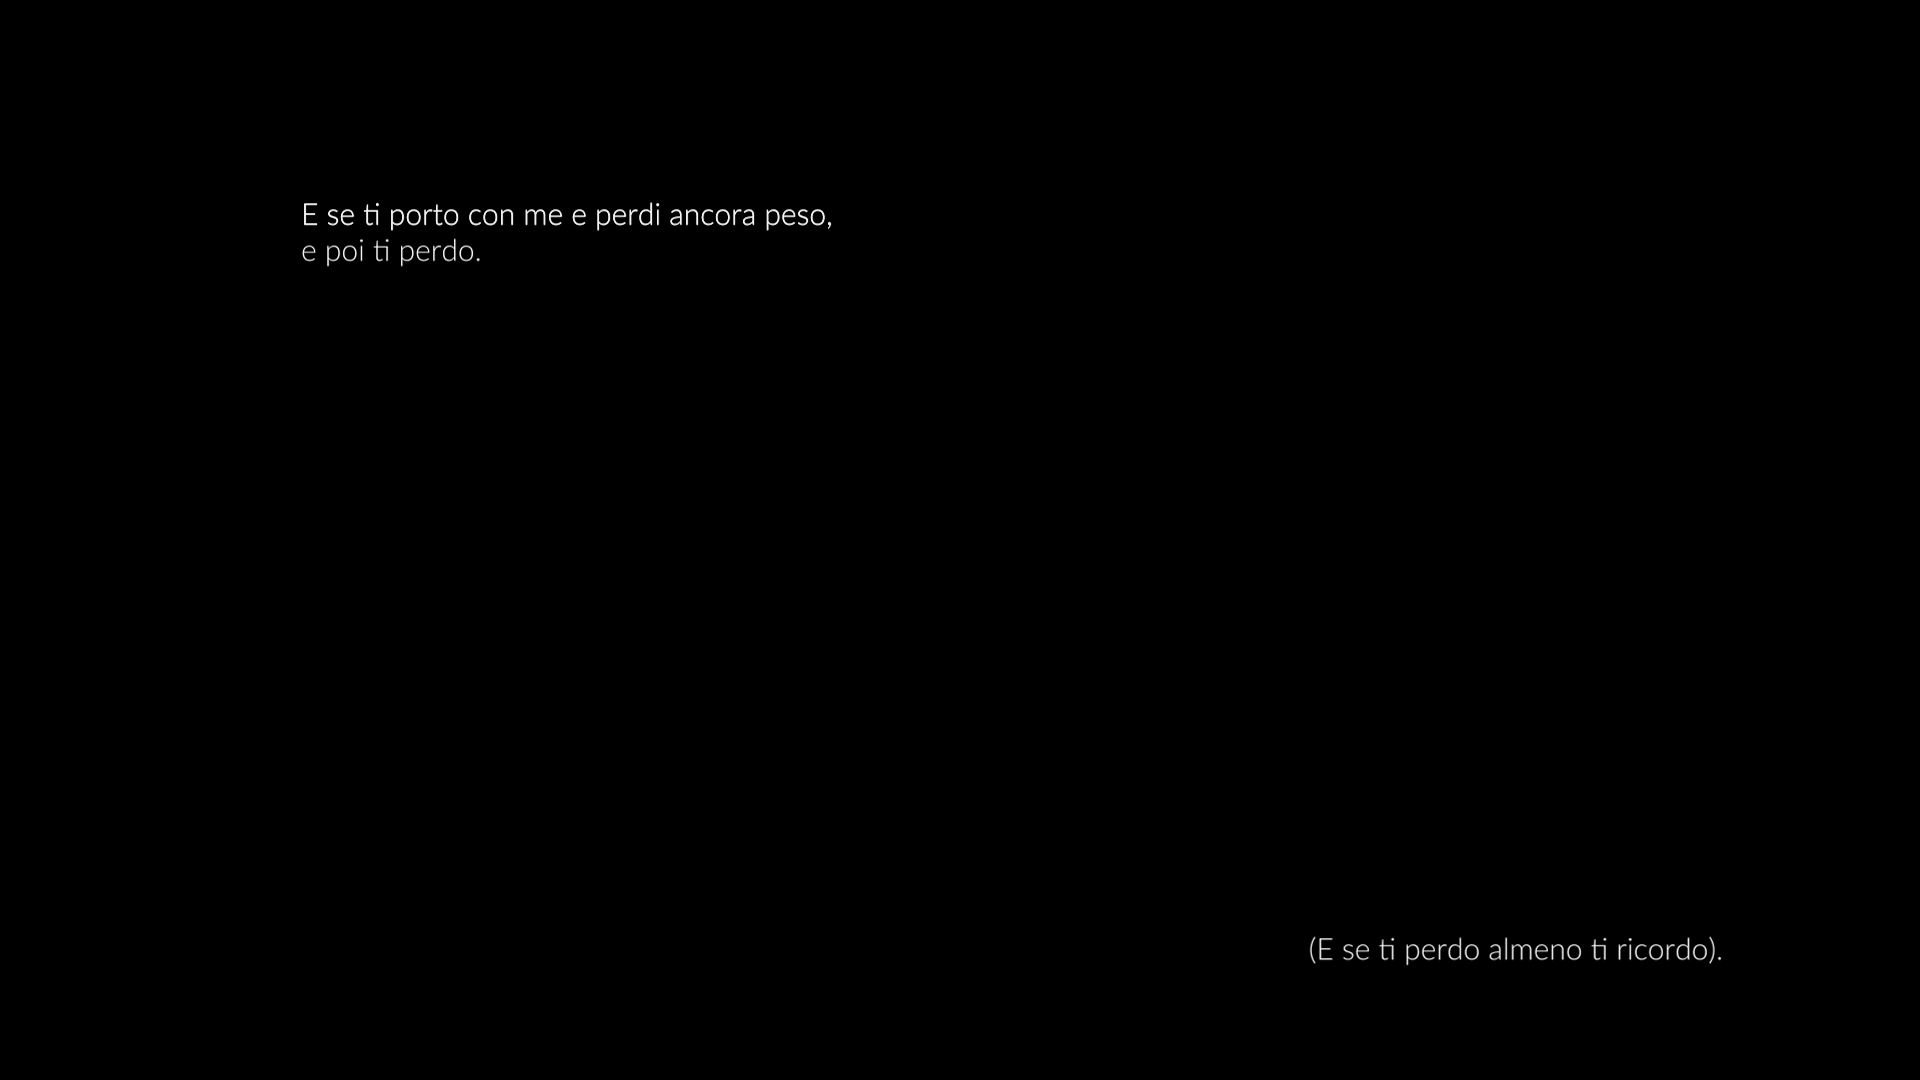 E se ti porto con me e perdi ancora peso,
e poi ti perdo.
(E se ti perdo almeno ti ricordo).